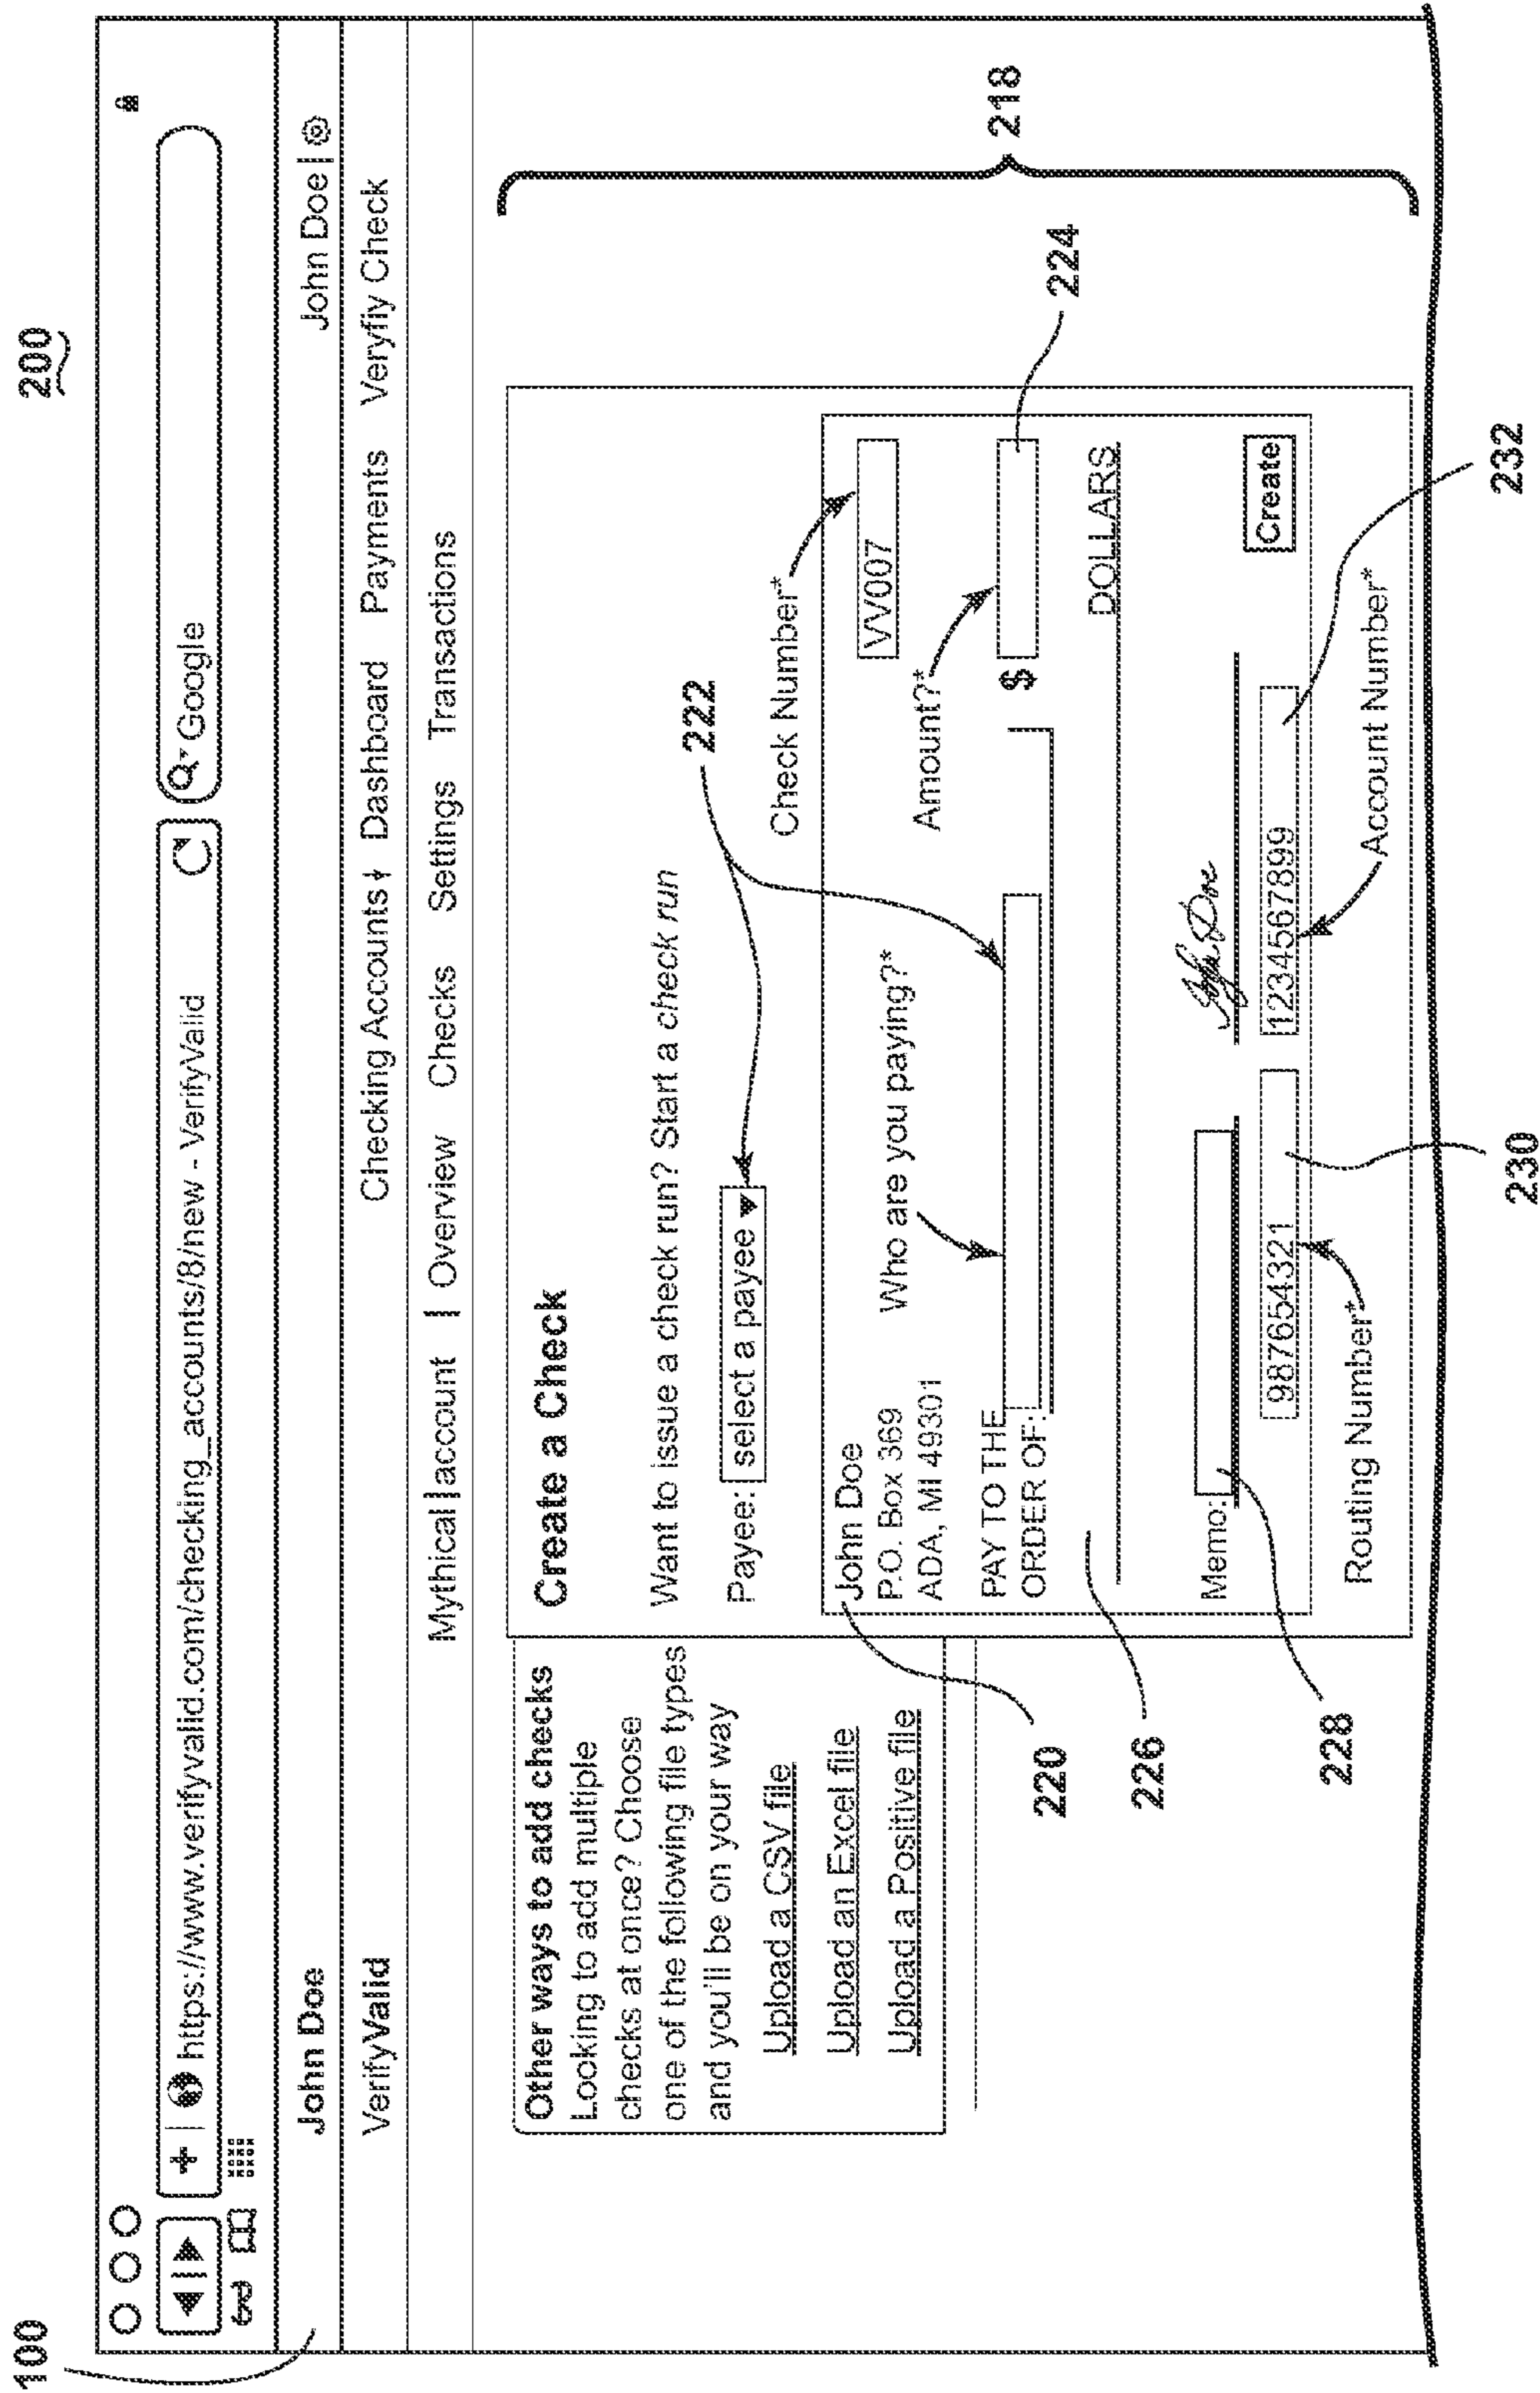 200
100
https://www.verifyvalid.com/checking_accounts/8/new - VerifyValid
Google
John Doe
John Doe |
VerifyValid
Checking Accounts Dashboard Payments Veryfiy Check
Mythical|account | Overview Checks Settings Transactions
Other ways to add checks
Looking to add multiple
checks at once? Choose
one of the following file types
and you'll be on your way
Upload a CSV file
Upload an Excel file
Upload a Positive file
Create a Check
Want to issue a check run? Start a check run
Payee: select a payee
222
218
Check Number*
John Doe
P.O. Box 369
ADA, MI 49301
VV007
Who are you paying?*
Amount?*
224
PAY TO THE
ORDER OF:
$
DOLLARS
220
226
228
Memo:
John Doe
Create
987654321
1234567899
Routing Number*
Account Number*
230
232